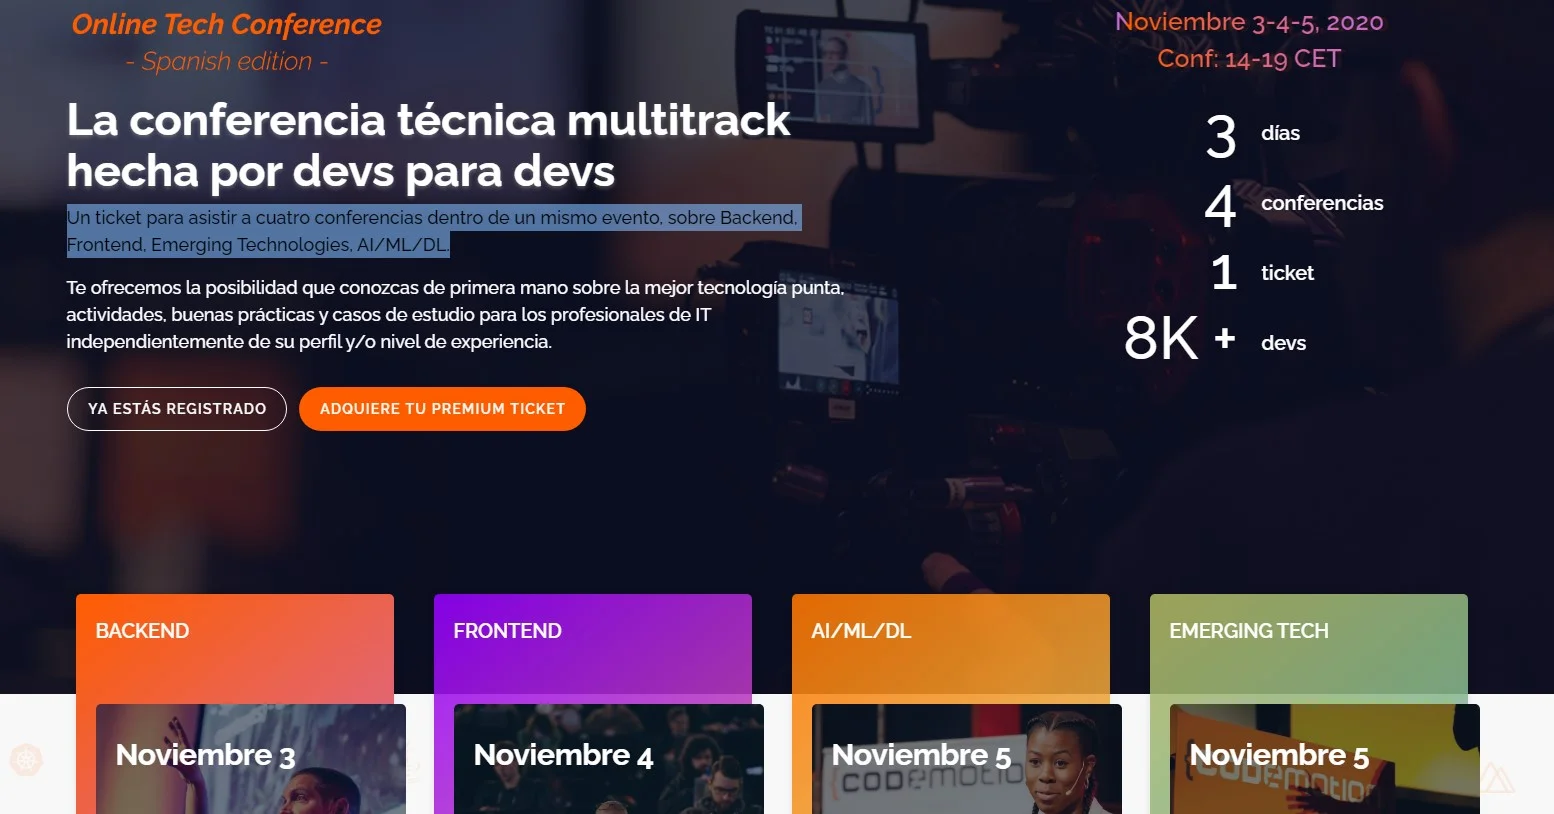 Online Tech Conference
- Spanish edition -
La conferencia técnica multitrack
hecha por devs para devs
Un ticket para asistir a cuatro conferencias dentro de un mismo evento, sobre Backend,
Frontend, Emerging Technologies, AI/ML/DL.
Te ofrecemos la posibilidad que conozcas de primera mano sobre la mejor tecnología punta,
actividades, buenas prácticas y casos de estudio para los profesionales de IT
independientemente de su perfil y/o nivel de experiencia.
YA ESTÁS REGISTRADO
ADQUIERE TU PREMIUM TICKET
Noviembre 3-4-5, 2020
Conf: 14-19 CET
3 días
4 conferencias
1 ticket
8K + devs
BACKEND
Noviembre 3
FRONTEND
Noviembre 4
AI/ML/DL
Noviembre 5
{CODEMOTIO
EMERGING TECH
Noviembre 5
{CODEMOTION